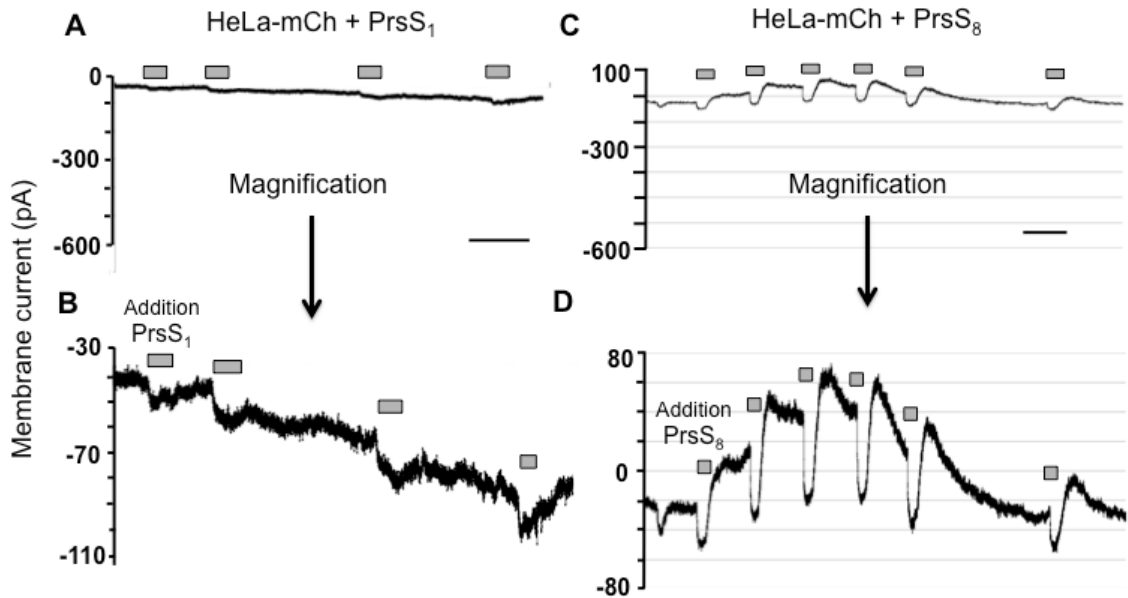 A
HeLa-mCh + PrsS₁
0
-300
-600
Magnification
Membrane current (pA)
B
Addition
PrsS₁
-30
-70
-110
C
HeLa-mCh + PrsS₈
100
-300
-600
Magnification
D
80
Addition
PrsS₈
0
-80